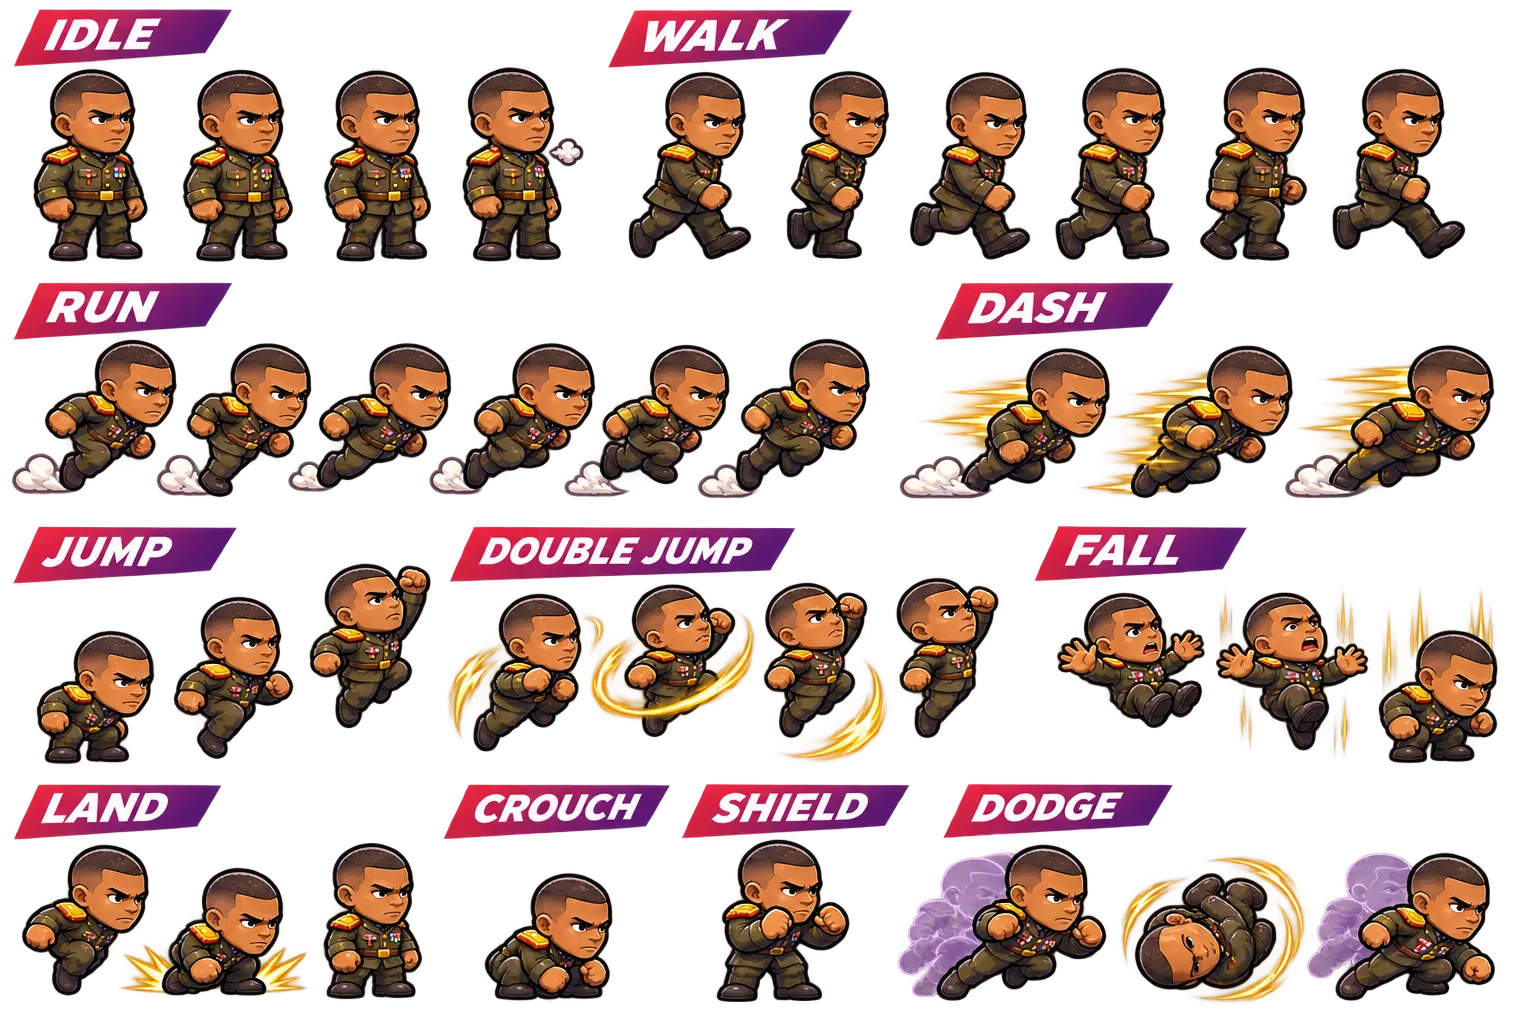 IDLE
WALK
RUN
DASH
JUMP
DOUBLE JUMP
FALL
LAND
CROUCH
SHIELD
DODGE